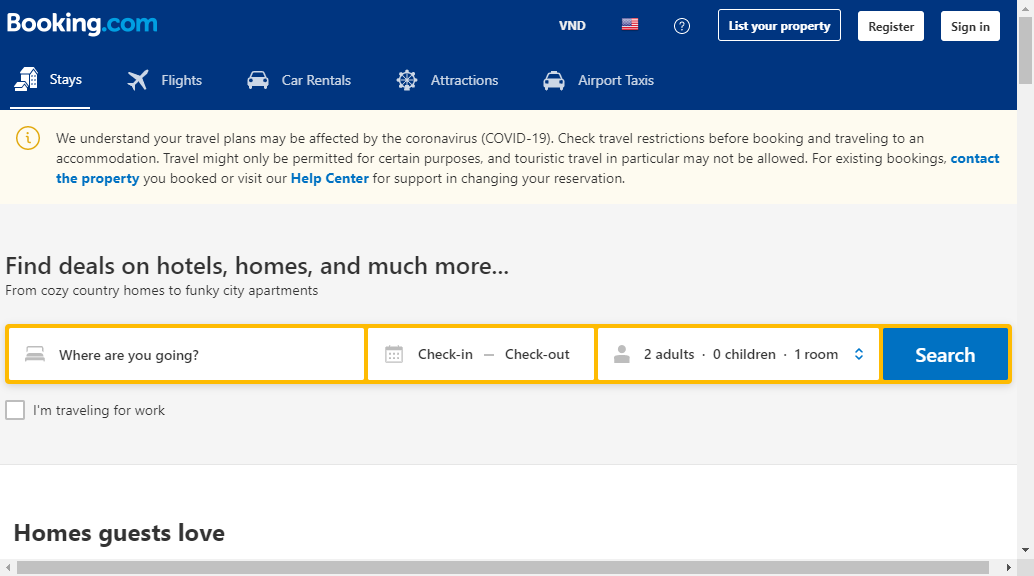 Booking.com
VND
List your property
Register
Sign in
Stays
Flights
Car Rentals
Attractions
Airport Taxis
We understand your travel plans may be affected by the coronavirus (COVID-19). Check travel restrictions before booking and traveling to an
accommodation. Travel might only be permitted for certain purposes, and touristic travel in particular may not be allowed. For existing bookings, contact
the property you booked or visit our Help Center for support in changing your reservation.
Find deals on hotels, homes, and much more...
From cozy country homes to funky city apartments
Where are you going?
Check-in — Check-out
2 adults · 0 children · 1 room
Search
I'm traveling for work
Homes guests love